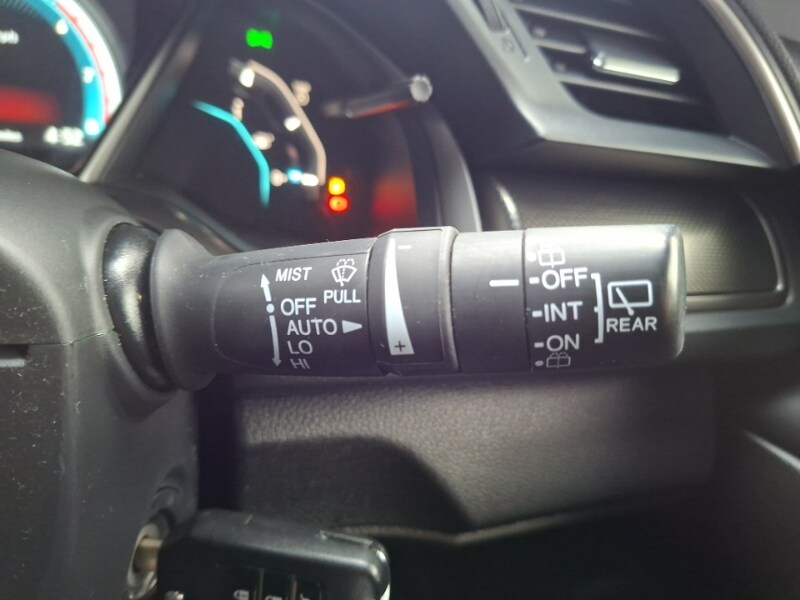 MIST
PULL
OFF
AUTO
LO
HI
-
+
-OFF
-INT
-ON
REAR